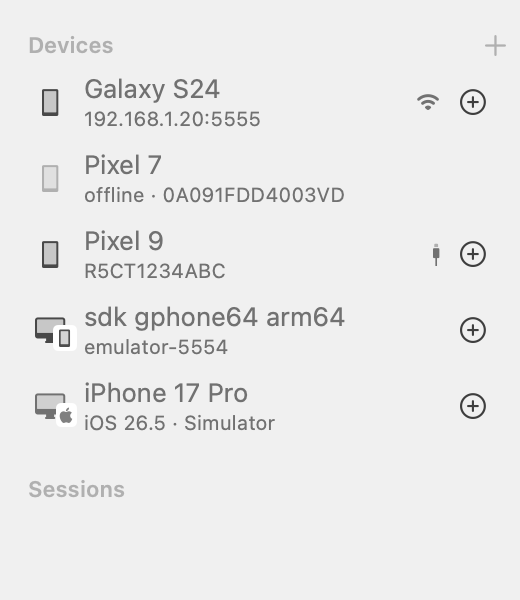 Devices
Galaxy S24
192.168.1.20:5555
Pixel 7
offline · 0A091FDD4003VD
Pixel 9
R5CT1234ABC
sdk gphone64 arm64
emulator-5554
iPhone 17 Pro
iOS 26.5 · Simulator
Sessions